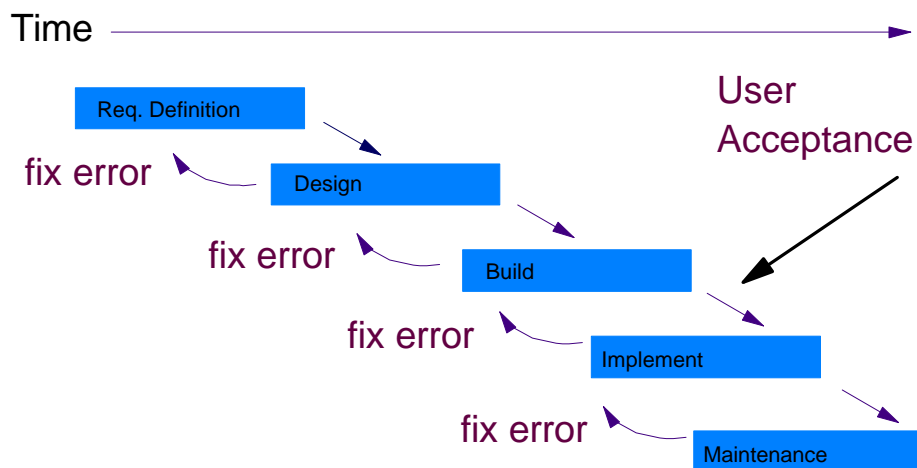 Time
Req. Definition
User
Acceptance
fix error
Design
fix error
Build
fix error
Implement
fix error
Maintenance